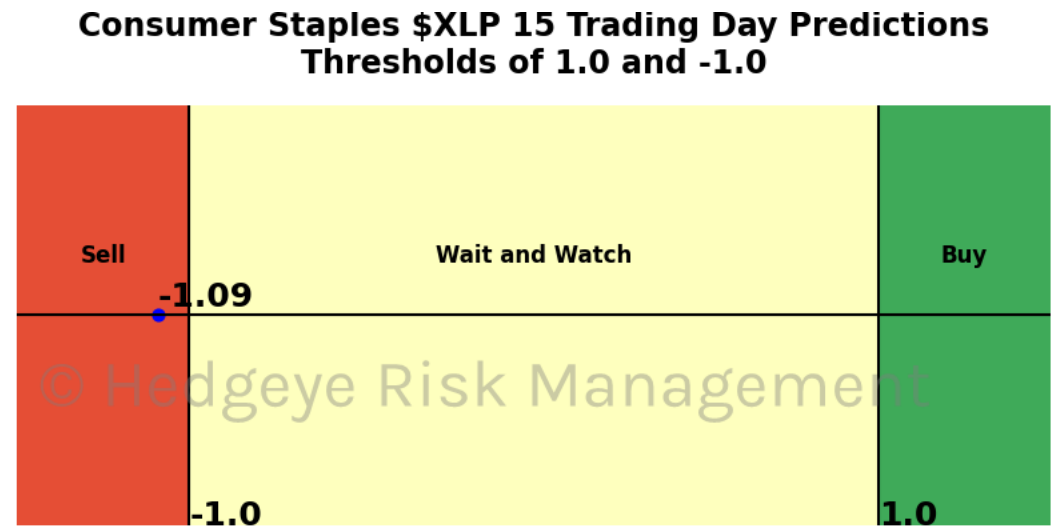 Consumer Staples $XLP 15 Trading Day Predictions
Thresholds of 1.0 and -1.0
Sell
Wait and Watch
Buy
-1.09
© Hedgeye Risk Management
-1.0
1.0